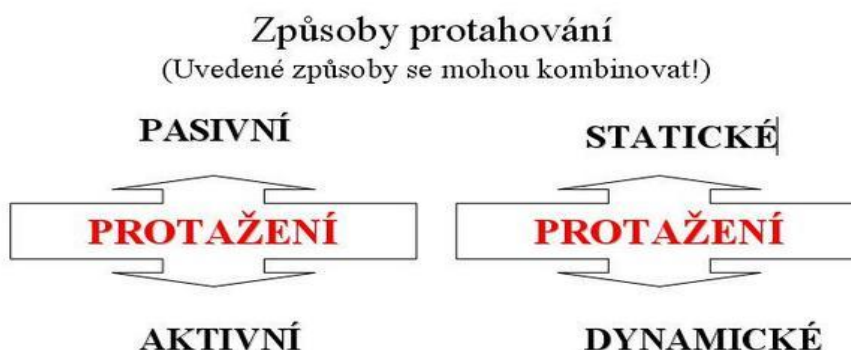 Způsoby protahování
(Uvedené způsoby se mohou kombinovat!)
PASIVNÍ
STATICKÉ
PROTAŽENÍ
PROTAŽENÍ
AKTIVNÍ
DYNAMICKÉ